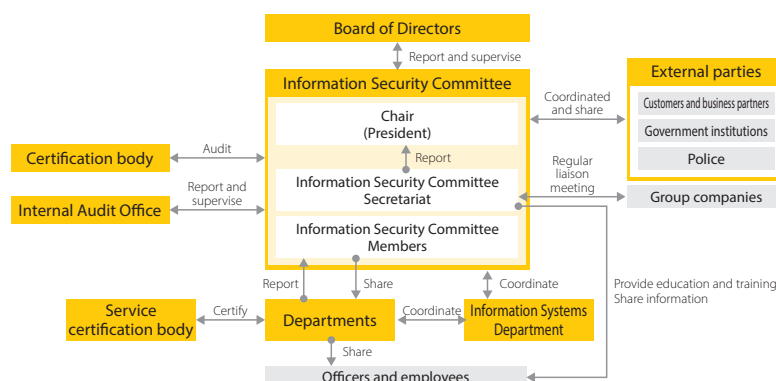 Board of Directors
Report and supervise
Information Security Committee
Chair
(President)
Report
Information Security Committee
Secretariat
Information Security Committee
Members
External parties
Customers and business partners
Government institutions
Police
Coordinated
and share
Regular
liaison
meeting
Group companies
Certification body
Audit
Internal Audit Office
Report and
supervise
Report
Share
Coordinate
Provide education and training
Share information
Service
certification body
Certify
Departments
Coordinate
Information Systems
Department
Share
Officers and employees